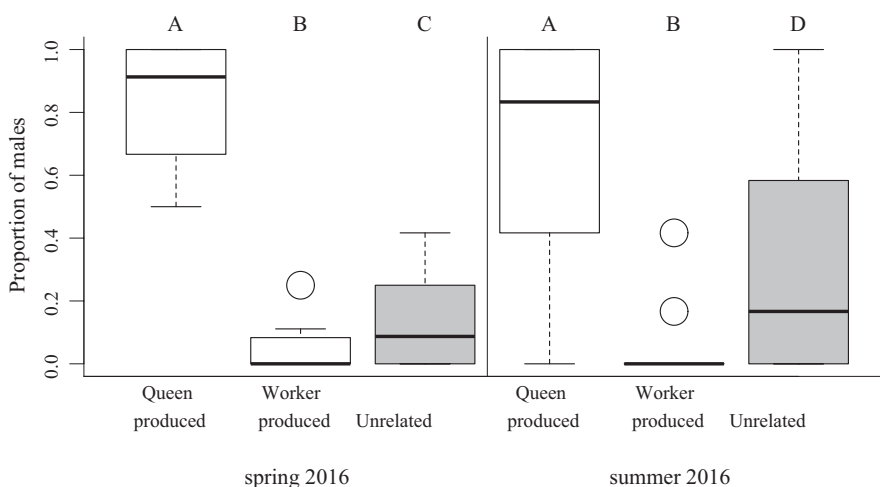 A B C A B D
Proportion of males
1.0
0.8
0.6
0.4
0.2
0.0
Queen produced
Worker produced
Unrelated
Queen produced
Worker produced
Unrelated
spring 2016
summer 2016